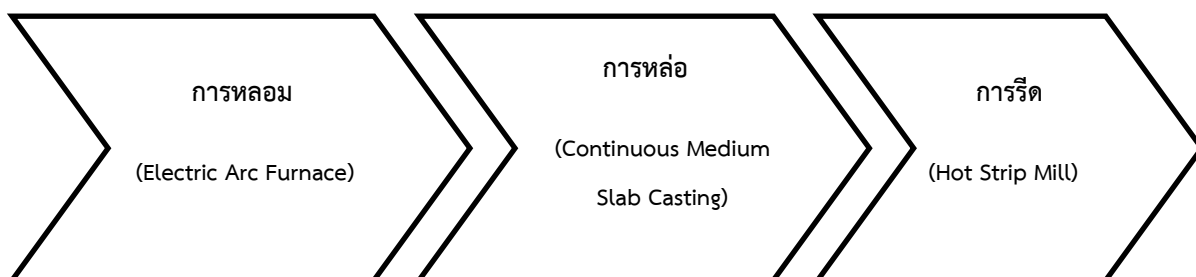 การหลอม
(Electric Arc Furnace)
การหล่อ
(Continuous Medium
Slab Casting)
การรีด
(Hot Strip Mill)